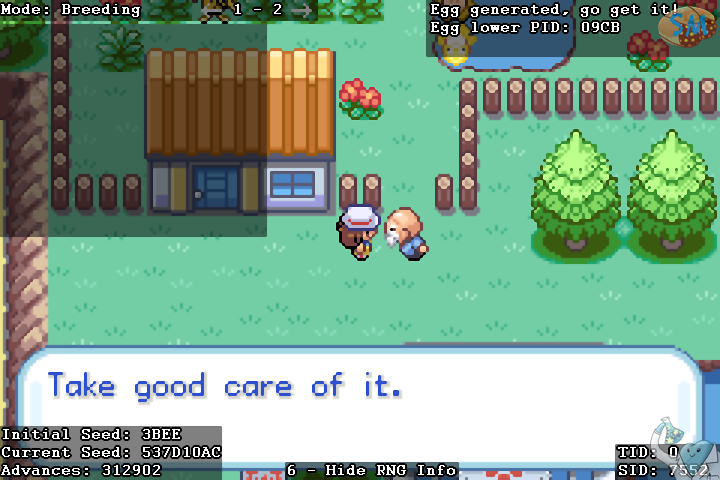 Mode: Breeding
1 - 2
Egg generated, go get it!
Egg lower PID: 09CB
SM
Take good care of it.
Initial Seed: 3BEE
Current Seed: 537D10AC
Advances: 312902
6 - Hide RNG Info
TID: 0
SID: 7552